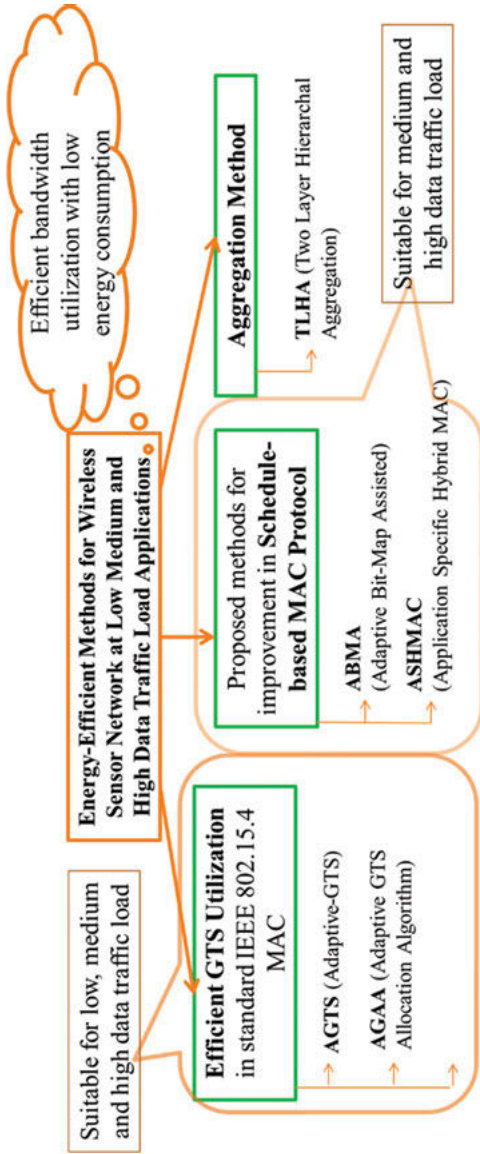 Efficient bandwidth
utilization with low
energy consumption
Energy-Efficient Methods for Wireless
Sensor Network at Low Medium and
High Data Traffic Load Applications
Suitable for low, medium
and high data traffic load
Efficient GTS Utilization
in standard IEEE 802.15.4
MAC
AGTS (Adaptive-GTS)
AGAA (Adaptive GTS
Allocation Algorithm)
Proposed methods for
improvement in Schedule-
based MAC Protocol
ABMA
(Adaptive Bit-Map Assisted)
ASHMAC
(Application Specific Hybrid MAC)
Aggregation Method
TLHA (Two Layer Hierarchal
Aggregation)
Suitable for medium and
high data traffic load